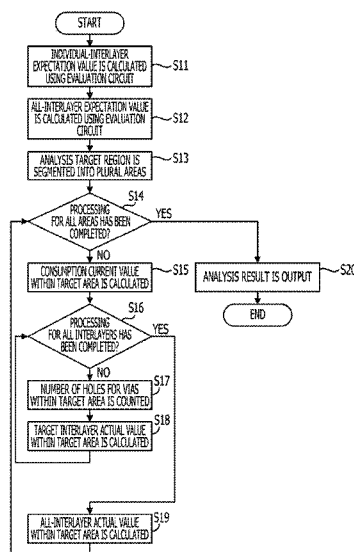 START
INDIVIDUAL-INTERLAYER
EXPECTATION VALUE IS CALCULATED
USING EVALUATION CIRCUIT
S11
ALL-INTERLAYER EXPECTATION VALUE
IS CALCULATED USING EVALUATION
CIRCUIT
S12
ANALYSIS TARGET REGION IS
SEGMENTED INTO PLURAL AREAS
S13
S14
PROCESSING
FOR ALL AREAS HAS BEEN
COMPLETED?
YES
NO
CONSUMPTION CURRENT VALUE
WITHIN TARGET AREA IS CALCULATED
S15
ANALYSIS RESULT IS OUTPUT
S20
END
S16
PROCESSING
FOR ALL INTERLAYERS HAS
BEEN COMPLETED?
YES
NO
NUMBER OF HOLES FOR VIAS
WITHIN TARGET AREA IS COUNTED
S17
TARGET INTERLAYER ACTUAL VALUE
WITHIN TARGET AREA IS CALCULATED
S18
ALL-INTERLAYER ACTUAL VALUE
WITHIN TARGET AREA IS CALCULATED
S19